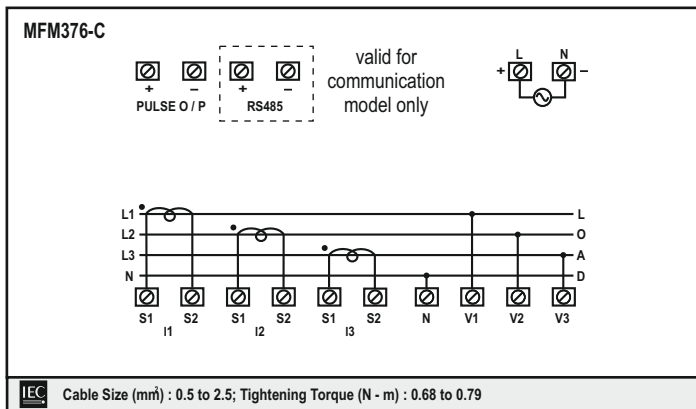 MFM376-C
L N
+ –
+ – + –
PULSE O / P RS485
valid for
communication
model only
L1 L
L2 O
L3 A
N D
S1 S2 S1 S2 S1 S2 N V1 V2 V3
I1 I2 I3
IEC Cable Size (mm²) : 0.5 to 2.5; Tightening Torque (N - m) : 0.68 to 0.79